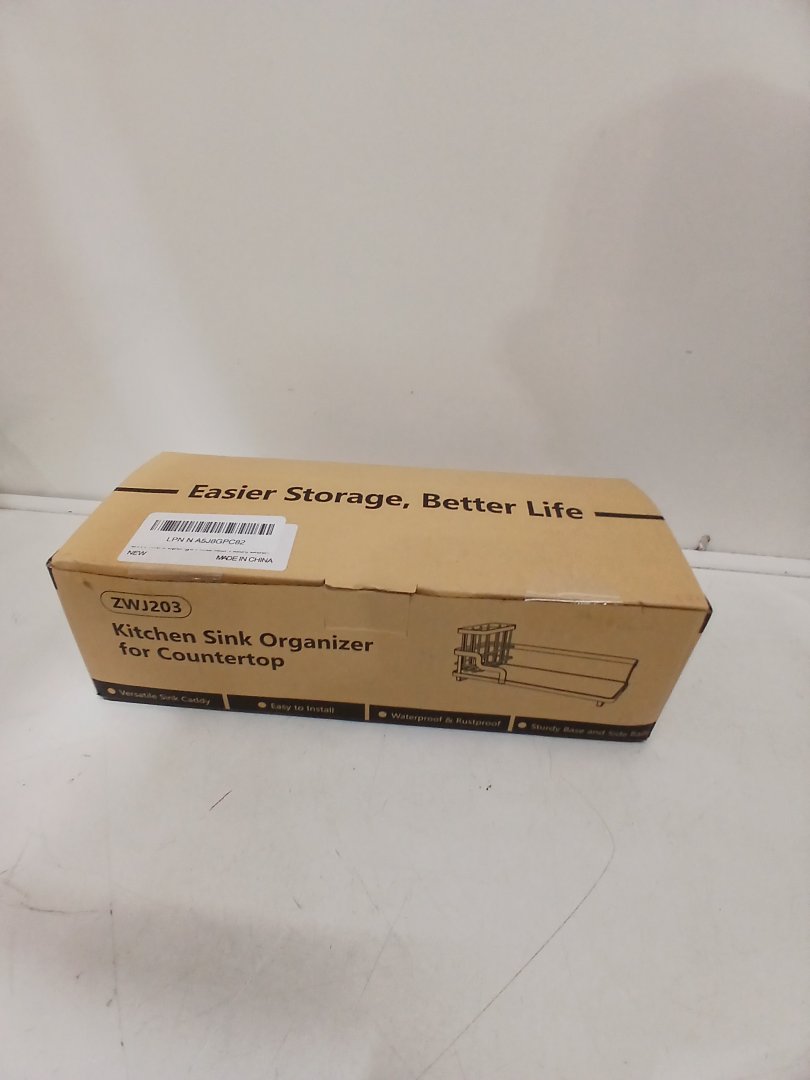 Easier Storage, Better Life
LPN N A5J8GPC82
NEW
MADE IN CHINA
ZWJ203
Kitchen Sink Organizer
for Countertop
Versatile Sink Caddy
Easy to Install
Waterproof & Rustproof
Sturdy Base and Side